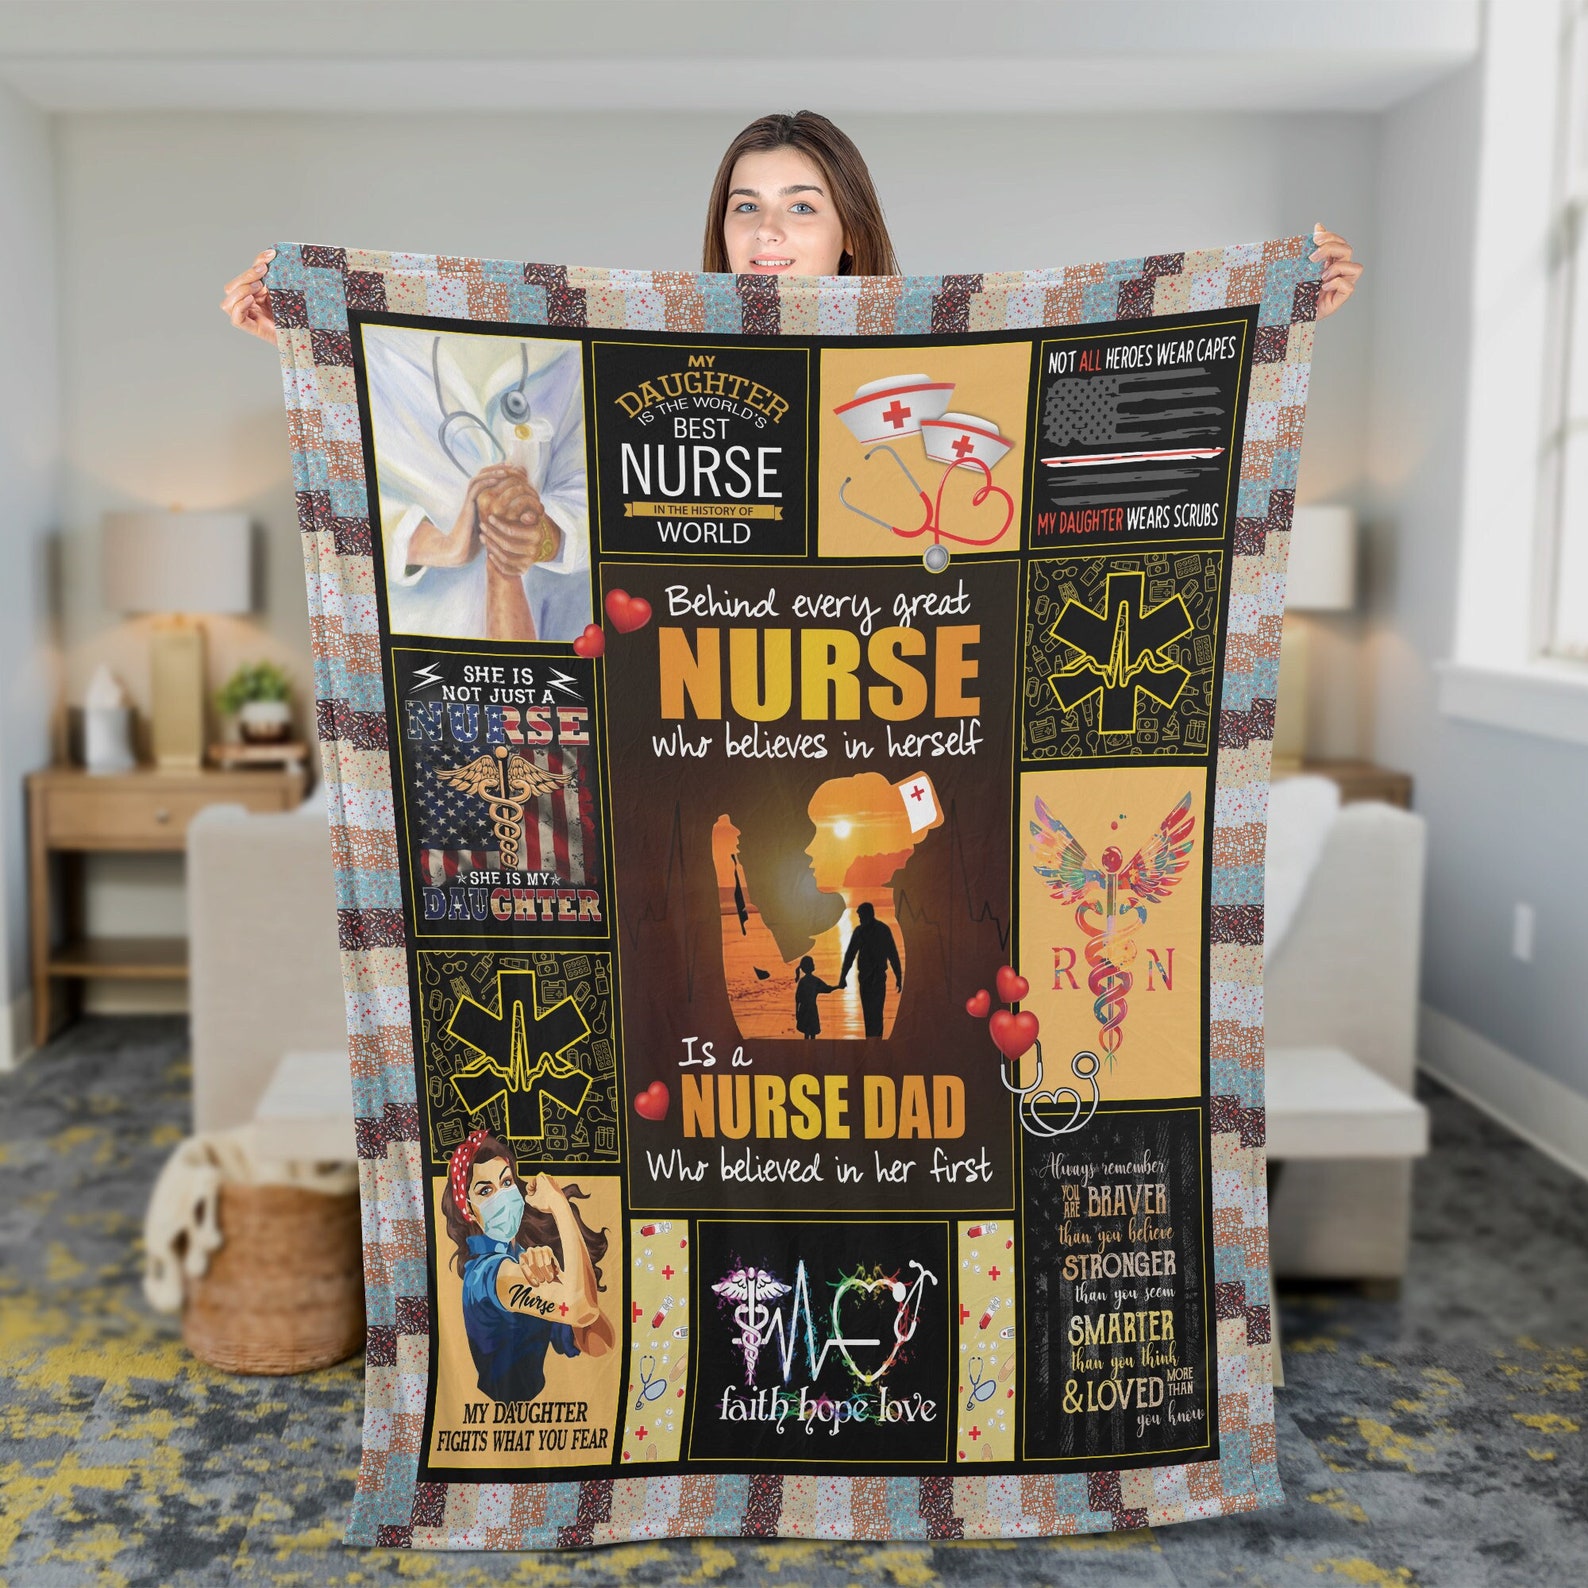 MY
DAUGHTER
IS THE WORLD'S
BEST
NURSE
IN THE HISTORY OF
WORLD
NOT ALL HEROES WEAR CAPES
MY DAUGHTER WEARS SCRUBS
Behind every great
NURSE
who believes in herself
Is a
NURSE DAD
Who believed in her first
SHE IS
NOT JUST A
NURSE
SHE IS MY
DAUGHTER
R N
Nurse
MY DAUGHTER
FIGHTS WHAT YOU FEAR
faith hope love
Always remember
YOU ARE BRAVER
than you believe
STRONGER
than you seem
SMARTER
than you think
& LOVED MORE THAN
you know